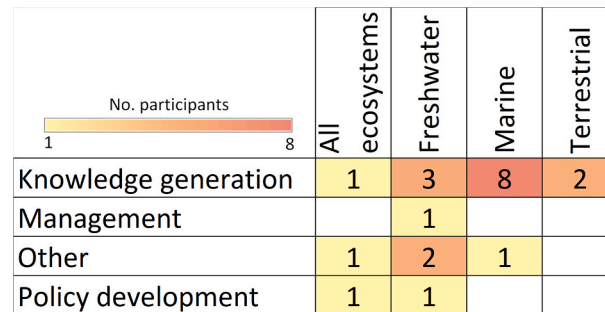 No. participants
1 8
All ecosystems
Freshwater
Marine
Terrestrial
Knowledge generation 1 3 8 2
Management 1
Other 1 2 1
Policy development 1 1